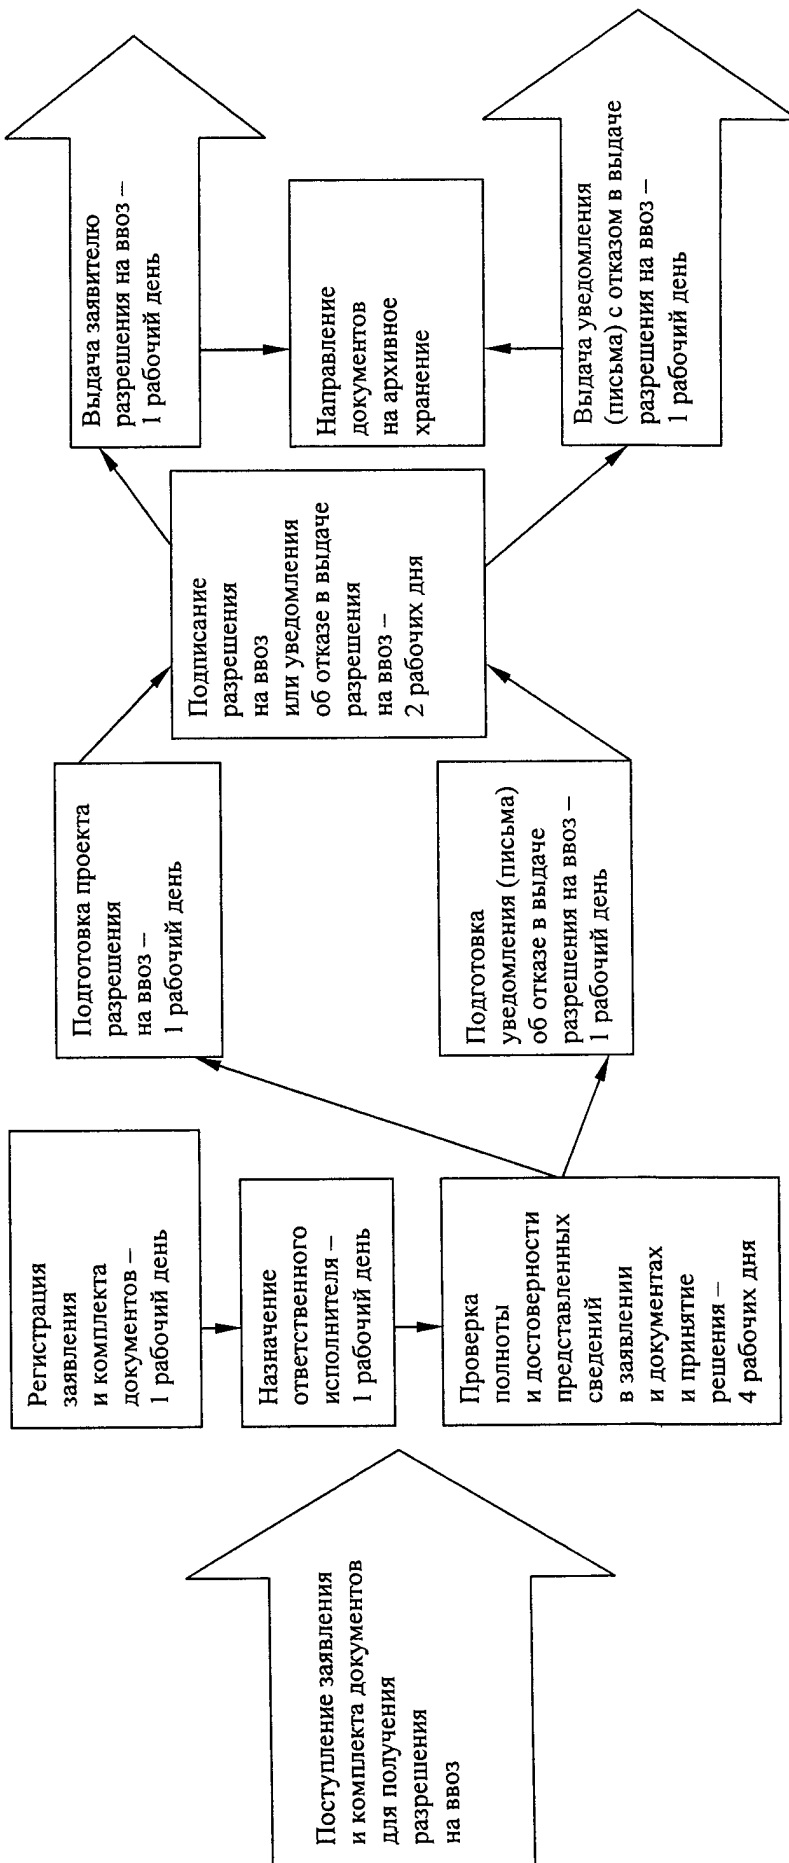 Поступление заявления
и комплекта документов
для получения
разрешения
на ввоз
Регистрация
заявления
и комплекта
документов –
1 рабочий день
Назначение
ответственного
исполнителя –
1 рабочий день
Проверка
полноты
и достоверности
представленных
сведений
в заявлении
и документах
и принятие
решения –
4 рабочих дня
Подготовка проекта
разрешения
на ввоз –
1 рабочий день
Подготовка
уведомления (письма)
об отказе в выдаче
разрешения на ввоз –
1 рабочий день
Подписание
разрешения
на ввоз
или уведомления
об отказе в выдаче
разрешения
на ввоз –
2 рабочих дня
Выдача заявителю
разрешения на ввоз –
1 рабочий день
Направление
документов
на архивное
хранение
Выдача уведомления
(письма) с отказом в выдаче
разрешения на ввоз –
1 рабочий день